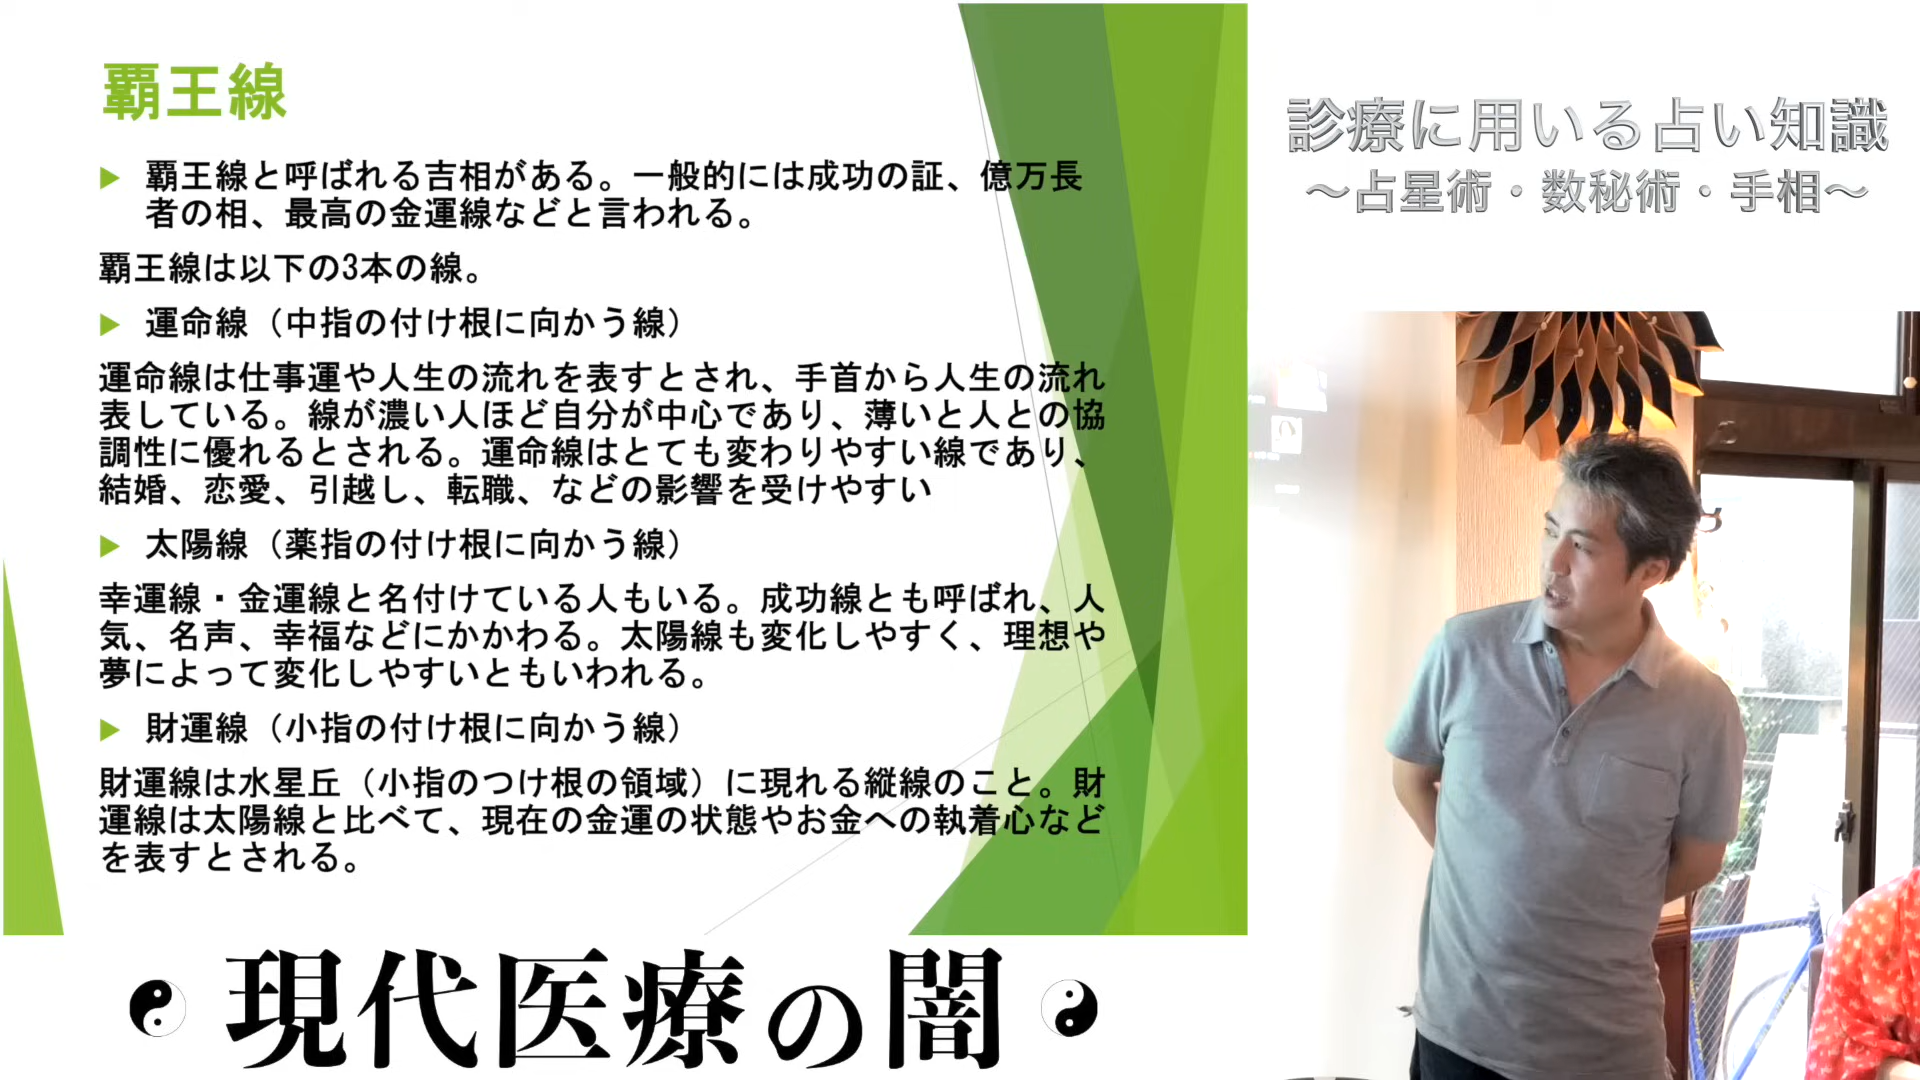 覇王線
覇王線と呼ばれる吉相がある。一般的には成功の証、億万長
者の相、最高の金運線などと言われる。
覇王線は以下の3本の線。
運命線（中指の付け根に向かう線）
運命線は仕事運や人生の流れを表すとされ、手首から人生の流れ
表している。線が濃い人ほど自分が中心であり、薄いと人との協
調性に優れるとされる。運命線はとても変わりやすい線であり、
結婚、恋愛、引越し、転職、などの影響を受けやすい
太陽線（薬指の付け根に向かう線）
幸運線・金運線と名付けている人もいる。成功線とも呼ばれ、人
気、名声、幸福などにかかわる。太陽線も変化しやすく、理想や
夢によって変化しやすいともいわれる。
財運線（小指の付け根に向かう線）
財運線は水星丘（小指のつけ根の領域）に現れる縦線のこと。財
運線は太陽線と比べて、現在の金運の状態やお金への執着心など
を表すとされる。
診療に用いる占い知識
～占星術・数秘術・手相～
現代医療の闇